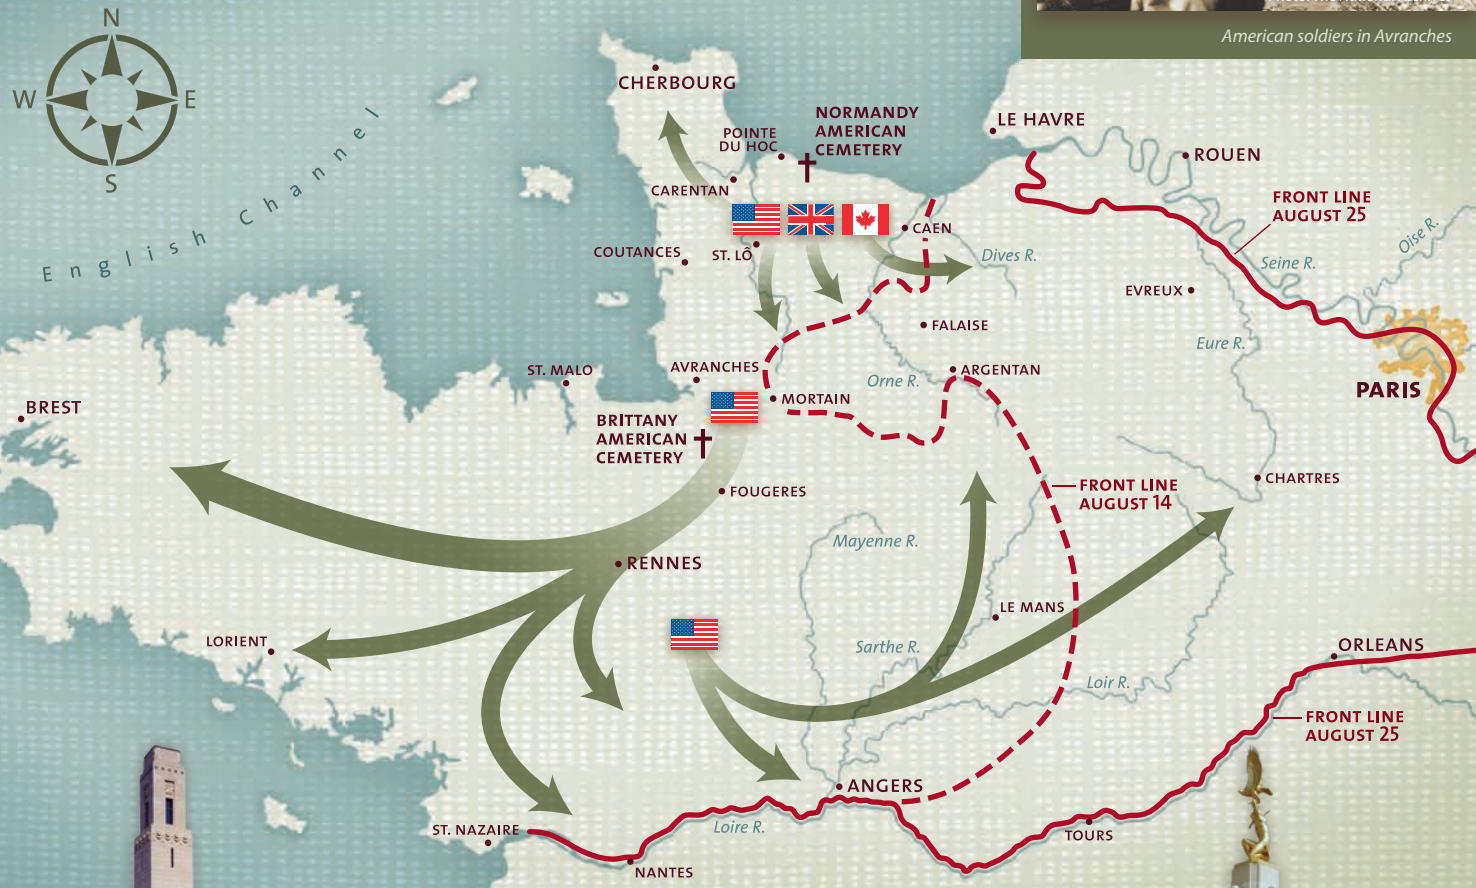 American soldiers in Avranches
N
W
E
S
English Channel
CHERBOURG
POINTE
DU HOC
NORMANDY
AMERICAN
CEMETERY
LE HAVRE
ROUEN
CARENTAN
FRONT LINE
AUGUST 25
CAEN
COUTANCES
ST. LÔ
Dives R.
Seine R.
Oise R.
EVREUX
FALAISE
Eure R.
ST. MALO
AVRANCHES
Orne R.
ARGENTAN
PARIS
BREST
MORTAIN
BRITTANY
AMERICAN
CEMETERY
FOUGERES
FRONT LINE
AUGUST 14
CHARTRES
Mayenne R.
RENNES
LE MANS
LORIENT
Sarthe R.
ORLEANS
Loir R.
FRONT LINE
AUGUST 25
ANGERS
ST. NAZAIRE
Loire R.
TOURS
NANTES